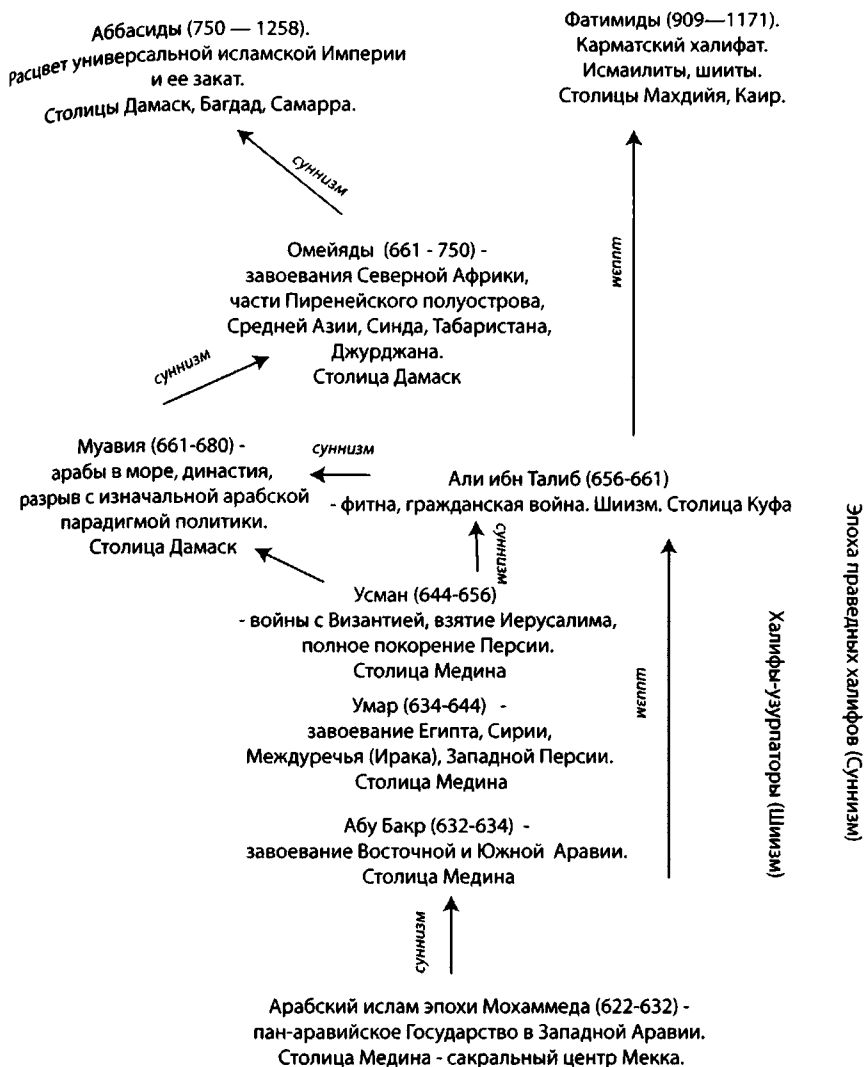 Аббасиды (750 — 1258).
Расцвет универсальной исламской Империи
и ее закат.
Столицы Дамаск, Багдад, Самарра.
Фатимиды (909—1171).
Карматский халифат.
Исмаилиты, шииты.
Столицы Махдийя, Каир.
суннизм
шиизм
Омейяды (661 - 750) -
завоевания Северной Африки,
части Пиренейского полуострова,
Средней Азии, Синда, Табаристана,
Джурджана.
Столица Дамаск
суннизм
Муавия (661-680) -
арабы в море, династия,
разрыв с изначальной арабской
парадигмой политики.
Столица Дамаск
суннизм
Али ибн Талиб (656-661)
- фитна, гражданская война. Шиизм. Столица Куфа
суннизм
Усман (644-656)
- войны с Византией, взятие Иерусалима,
полное покорение Персии.
Столица Медина
Умар (634-644) -
завоевание Египта, Сирии,
Междуречья (Ирака), Западной Персии.
Столица Медина
Абу Бакр (632-634) -
завоевание Восточной и Южной Аравии.
Столица Медина
шиизм
Халифы-узурпаторы (Шиизм)
Эпоха праведных халифов (Суннизм)
суннизм
Арабский ислам эпохи Мохаммеда (622-632) -
пан-аравийское Государство в Западной Аравии.
Столица Медина - сакральный центр Мекка.